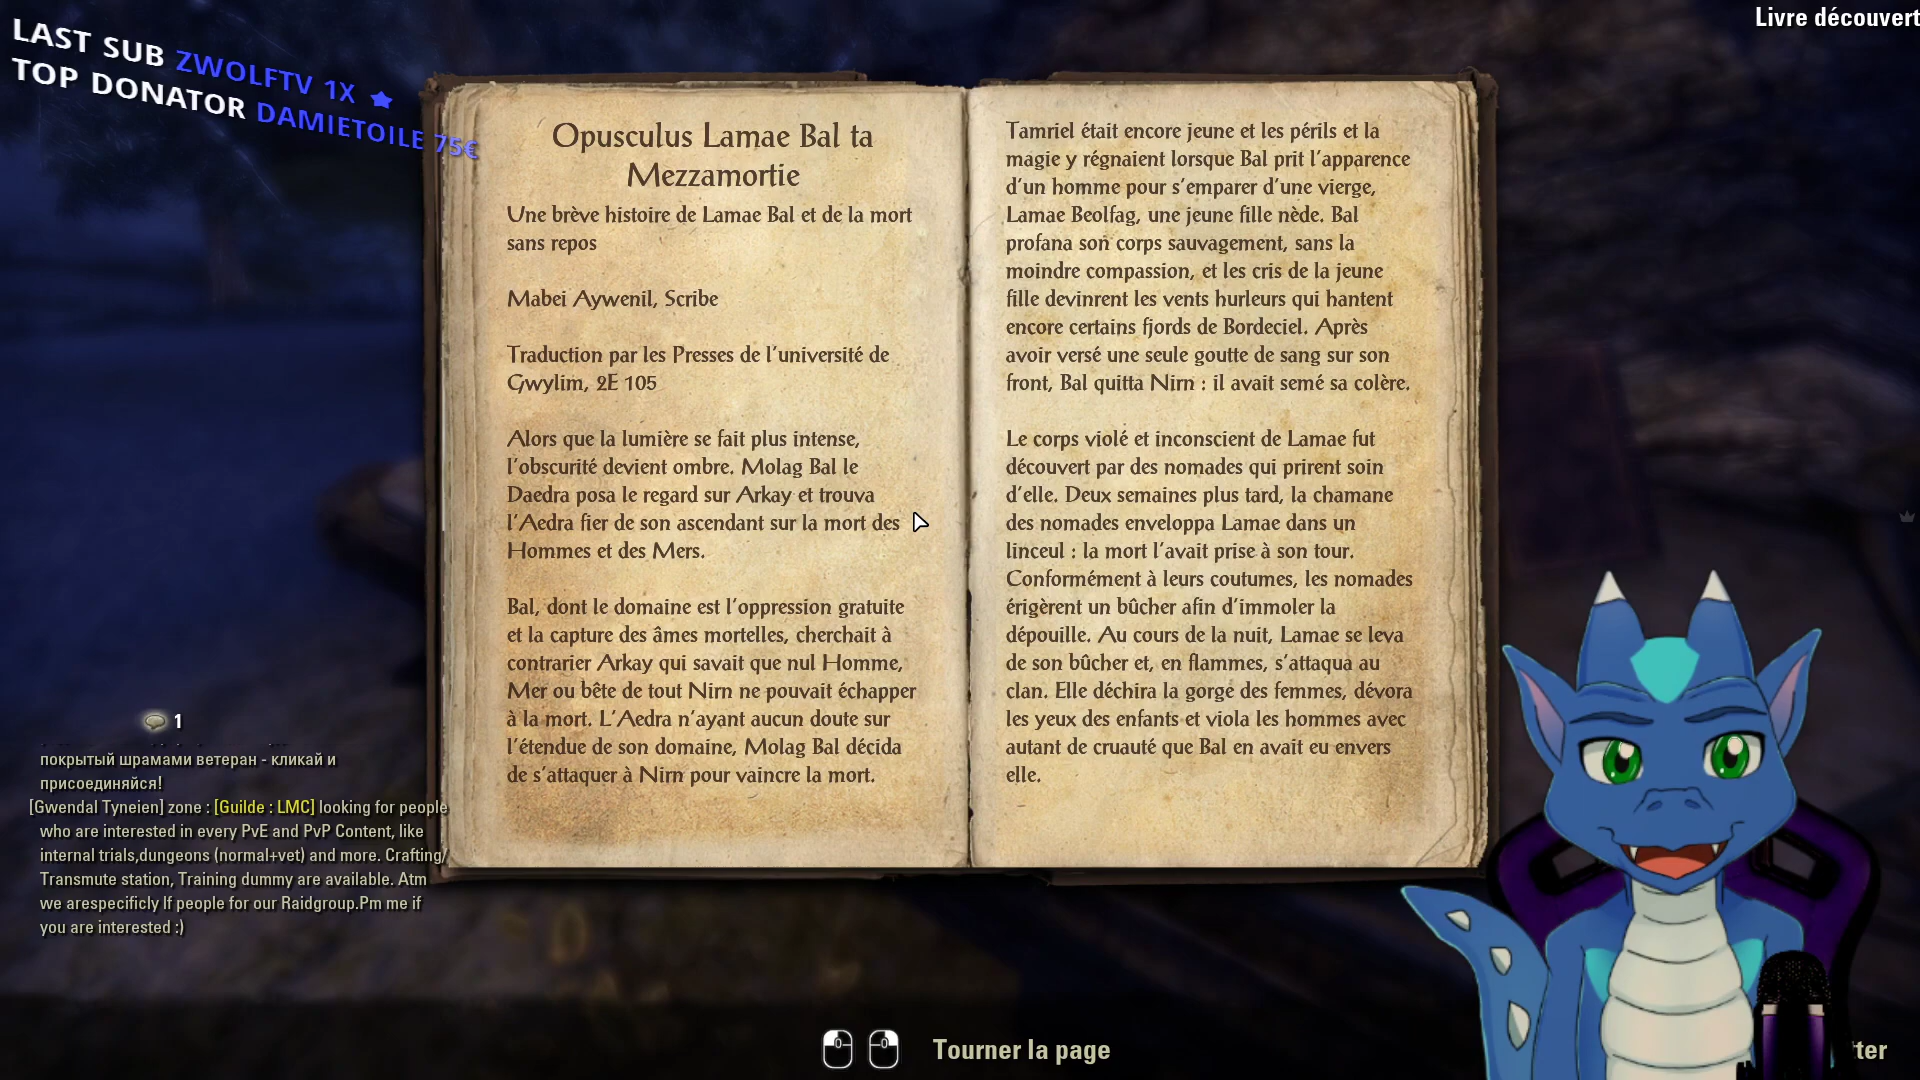 LAST SUB ZWOLFTV 1X
TOP DONATOR DAMIETOILE 75€
Livre découvert
Opusculus Lamae Bal ta
Mezzamortie
Une brève histoire de Lamae Bal et de la mort
sans repos
Mabei Aywenil, Scribe
Traduction par les Presses de l'université de
Gwylim, 2E 105
Alors que la lumière se fait plus intense,
l'obscurité devient ombre. Molag Bal le
Daedra posa le regard sur Arkay et trouva
l'Aedra fier de son ascendant sur la mort des
Hommes et des Mers.
Bal, dont le domaine est l'oppression gratuite
et la capture des âmes mortelles, cherchait à
contrarier Arkay qui savait que nul Homme,
Mer ou bête de tout Nirn ne pouvait échapper
à la mort. L'Aedra n'ayant aucun doute sur
l'étendue de son domaine, Molag Bal décida
de s'attaquer à Nirn pour vaincre la mort.
Tamriel était encore jeune et les périls et la
magie y régnaient lorsque Bal prit l'apparence
d'un homme pour s'emparer d'une vierge,
Lamae Beolfag, une jeune fille nède. Bal
profana son corps sauvagement, sans la
moindre compassion, et les cris de la jeune
fille devinrent les vents hurleurs qui hantent
encore certains fjords de Bordeciel. Après
avoir versé une seule goutte de sang sur son
front, Bal quitta Nirn : il avait semé sa colère.
Le corps violé et inconscient de Lamae fut
découvert par des nomades qui prirent soin
d'elle. Deux semaines plus tard, la chamane
des nomades enveloppa Lamae dans un
linceul : la mort l'avait prise à son tour.
Conformément à leurs coutumes, les nomades
érigèrent un bûcher afin d'immoler la
dépouille. Au cours de la nuit, Lamae se leva
de son bûcher et, en flammes, s'attaqua au
clan. Elle déchira la gorge des femmes, dévora
les yeux des enfants et viola les hommes avec
autant de cruauté que Bal en avait eu envers
elle.
1
покрытый шрамами ветеран - кликай и
присоединяйся!
[Gwendal Tyneien] zone : [Guilde : LMC] looking for people
who are interested in every PvE and PvP Content, like
internal trials,dungeons (normal+vet) and more. Crafting/
Transmute station, Training dummy are available. Atm
we arespecificly lf people for our Raidgroup.Pm me if
you are interested :)
Tourner la page